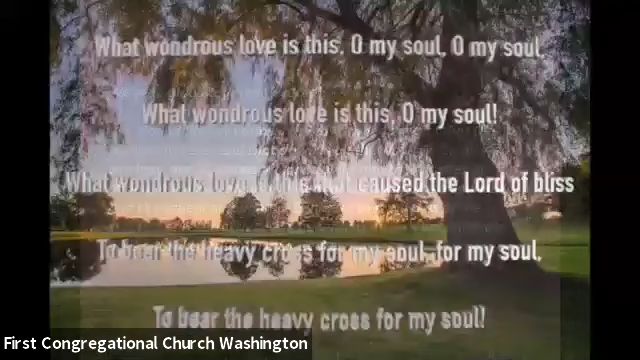 What wondrous love is this, O my soul, O my soul,
What wondrous love is this, O my soul!
What wondrous love is this that caused the Lord of bliss
To bear the heavy cross for my soul, for my soul,
To bear the heavy cross for my soul!
First Congregational Church Washington